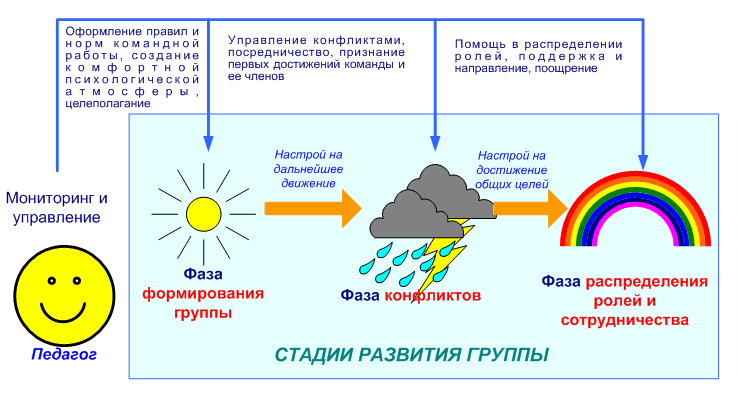 Оформление правил и
норм командной
работы, создание
комфортной
психологической
атмосферы,
целеполагание
Управление конфликтами,
посредничество, признание
первых достижений команды и
ее членов
Помощь в распределении
ролей, поддержка и
направление, поощрение
Мониторинг и
управление
Педагог
Настрой на
дальнейшее
движение
Настрой на
достижение
общих целей
Фаза
формирования
группы
Фаза конфликтов
Фаза распределения
ролей и
сотрудничества
СТАДИИ РАЗВИТИЯ ГРУППЫ